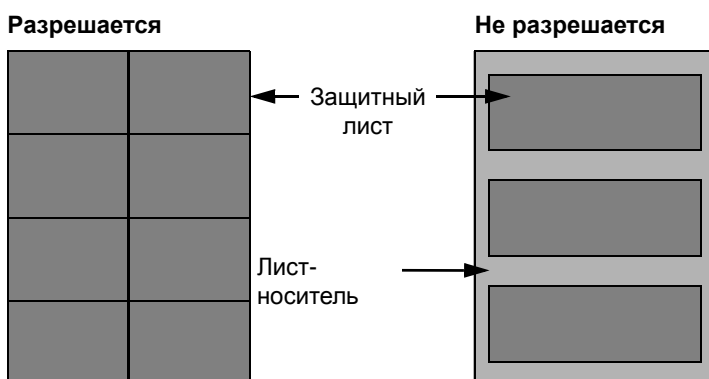 Разрешается
Не разрешается
Защитный
лист
Лист-
носитель